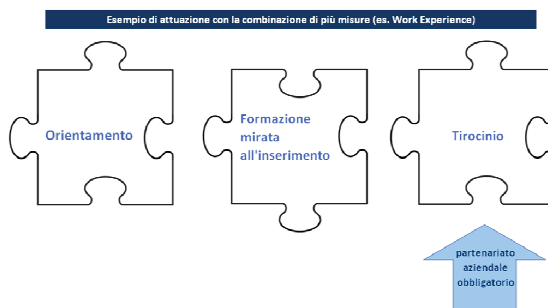 Esempio di attuazione con la combinazione di più misure (es. Work Experience)
Orientamento
Formazione
mirata
all'inserimento
Tirocinio
partenariato
aziendale
obbligatorio